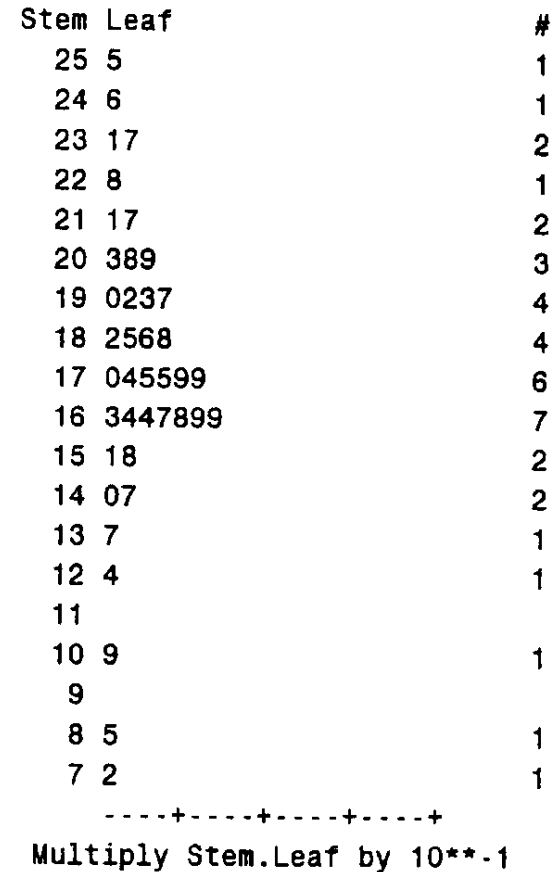 Stem Leaf #
25 5 1
24 6 1
23 17 2
22 8 1
21 17 2
20 389 3
19 0237 4
18 2568 4
17 045599 6
16 3447899 7
15 18 2
14 07 2
13 7 1
12 4 1
11
10 9 1
9
8 5 1
7 2 1
----+----+----+----+
Multiply Stem.Leaf by 10**-1